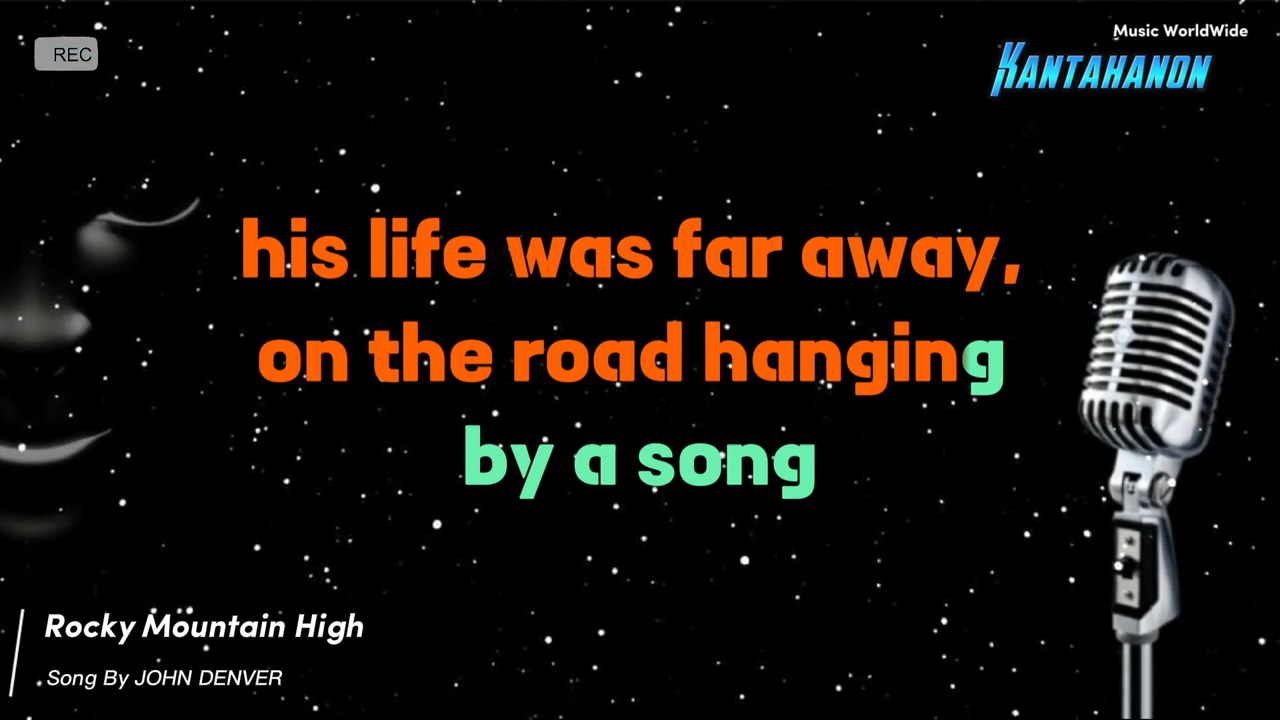 REC
Music WorldWide
KANTAHANON
his life was far away,
on the road hanging
by a song
Rocky Mountain High
Song By JOHN DENVER